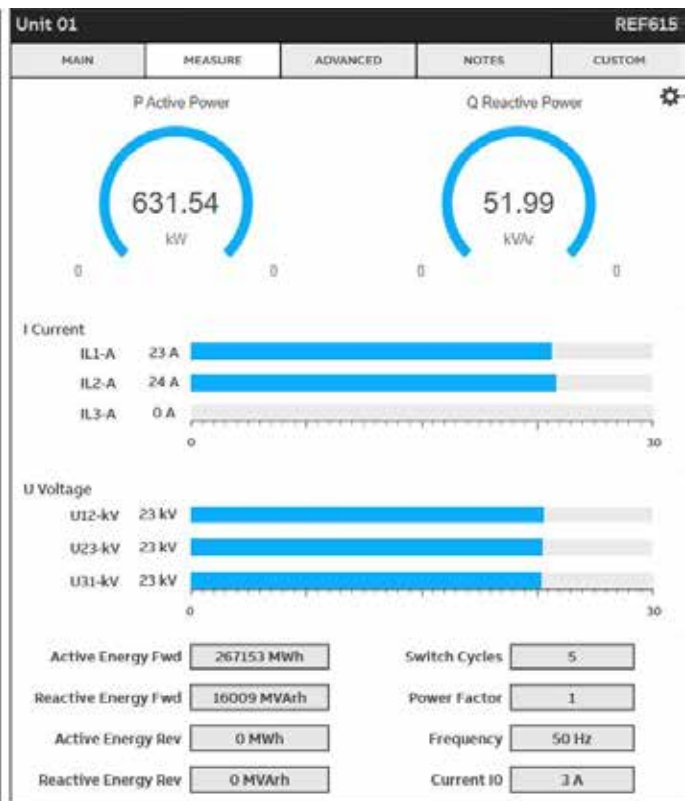 Unit 01 REF615
MAIN MEASURE ADVANCED NOTES CUSTOM
P Active Power Q Reactive Power
631.54 51.99
kW kVAr
0 0 0 0
I Current
IL1-A 23 A
IL2-A 24 A
IL3-A 0 A
0 30
U Voltage
U12-kV 23 kV
U23-kV 23 kV
U31-kV 23 kV
0 30
Active Energy Fwd 267153 MWh Switch Cycles 5
Reactive Energy Fwd 16009 MVArh Power Factor 1
Active Energy Rev 0 MWh Frequency 50 Hz
Reactive Energy Rev 0 MVArh Current I0 3 A